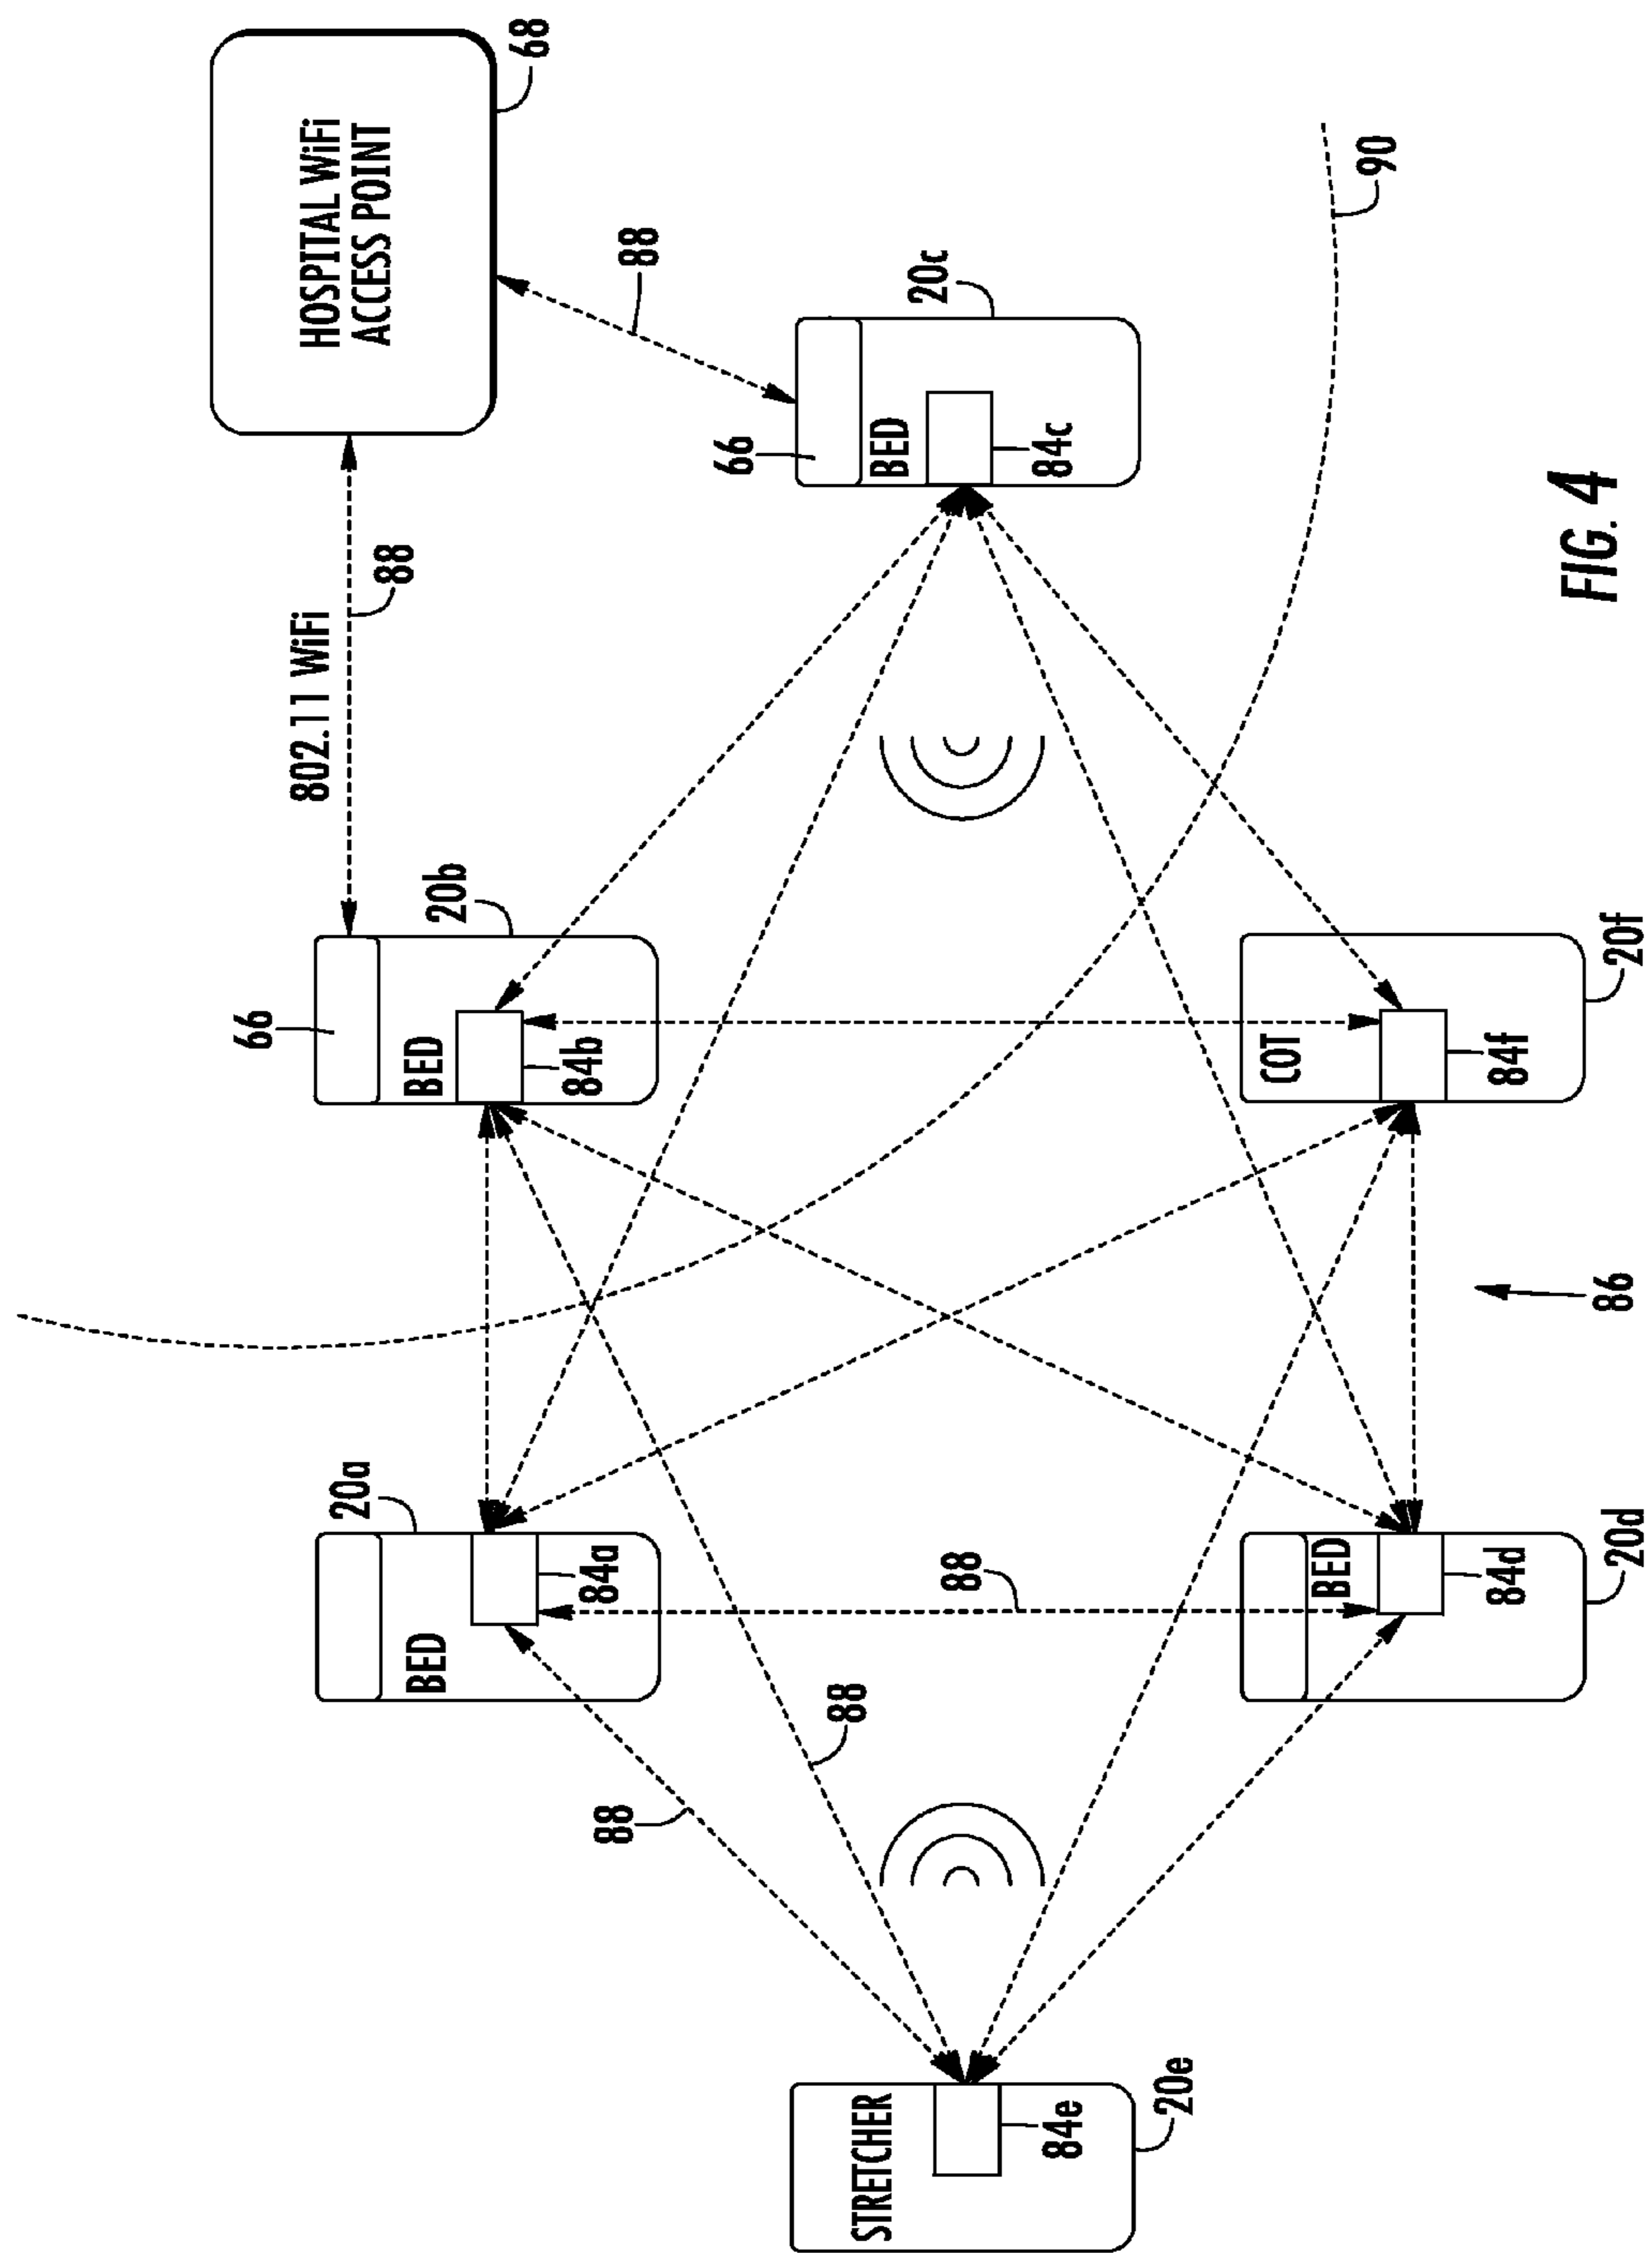 HOSPITAL WiFi
ACCESS POINT
68
88
802.11 WiFi
88
66
BED
84b
20b
66
BED
84c
20c
90
20a
BED
84a
88
88
88
STRETCHER
84e
20e
BED
84d
20d
COT
84f
20f
86
FIG. 4